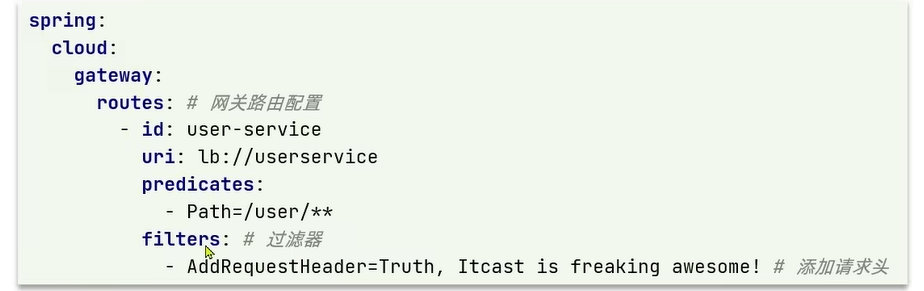 spring:
  cloud:
    gateway:
      routes: # 网关路由配置
        - id: user-service
          uri: lb://userservice
          predicates:
            - Path=/user/**
          filters: # 过滤器
            - AddRequestHeader=Truth, Itcast is freaking awesome! # 添加请求头